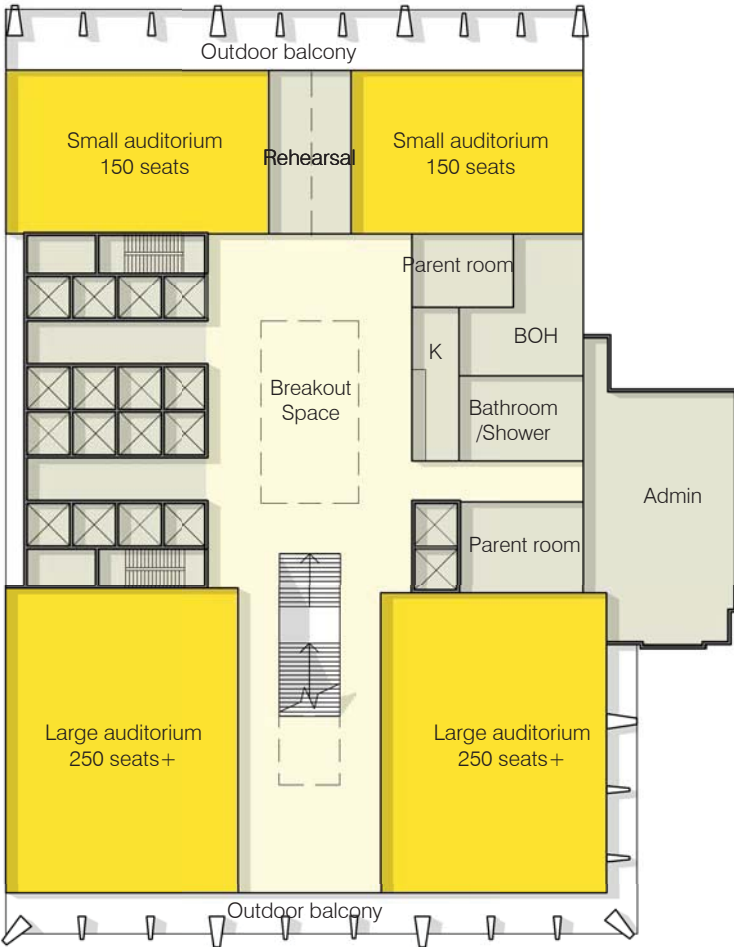 Outdoor balcony
Small auditorium
150 seats
Rehearsal
Small auditorium
150 seats
Parent room
BOH
K
Breakout
Space
Bathroom
/Shower
Admin
Parent room
Large auditorium
250 seats+
Large auditorium
250 seats+
Outdoor balcony